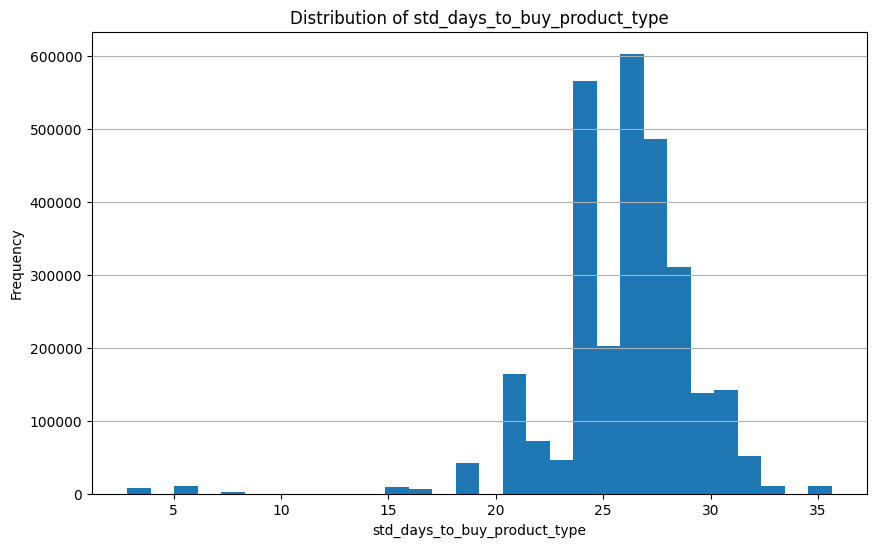 Distribution of std_days_to_buy_product_type
600000
500000
400000
300000
200000
100000
0
Frequency
5 10 15 20 25 30 35
std_days_to_buy_product_type